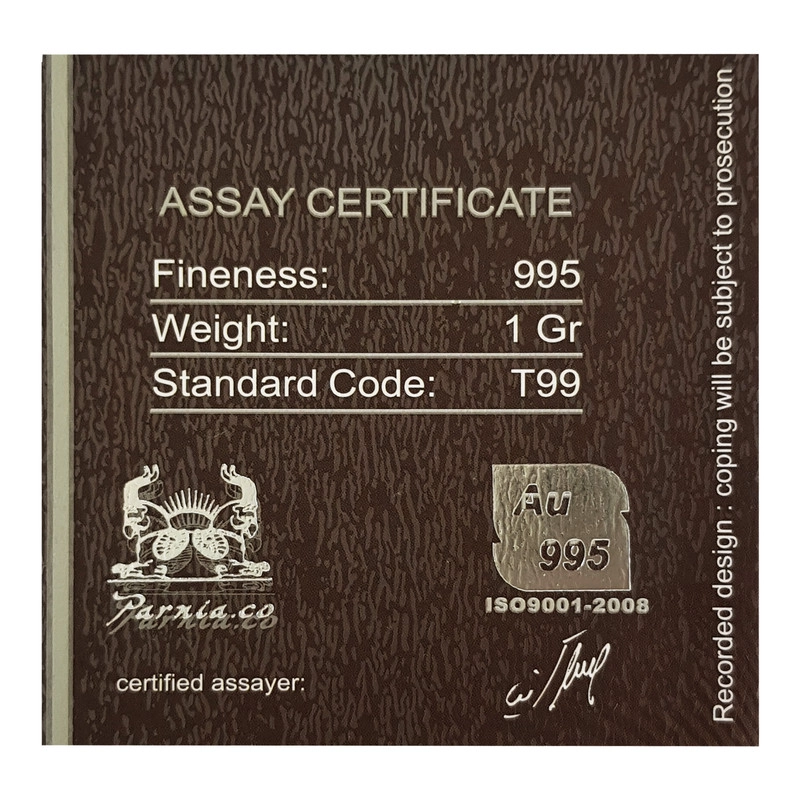 ASSAY CERTIFICATE
Fineness: 995
Weight: 1 Gr
Standard Code: T99
Au
995
ISO9001-2008
Parnia.co
certified assayer:
Recorded design : coping will be subject to prosecution